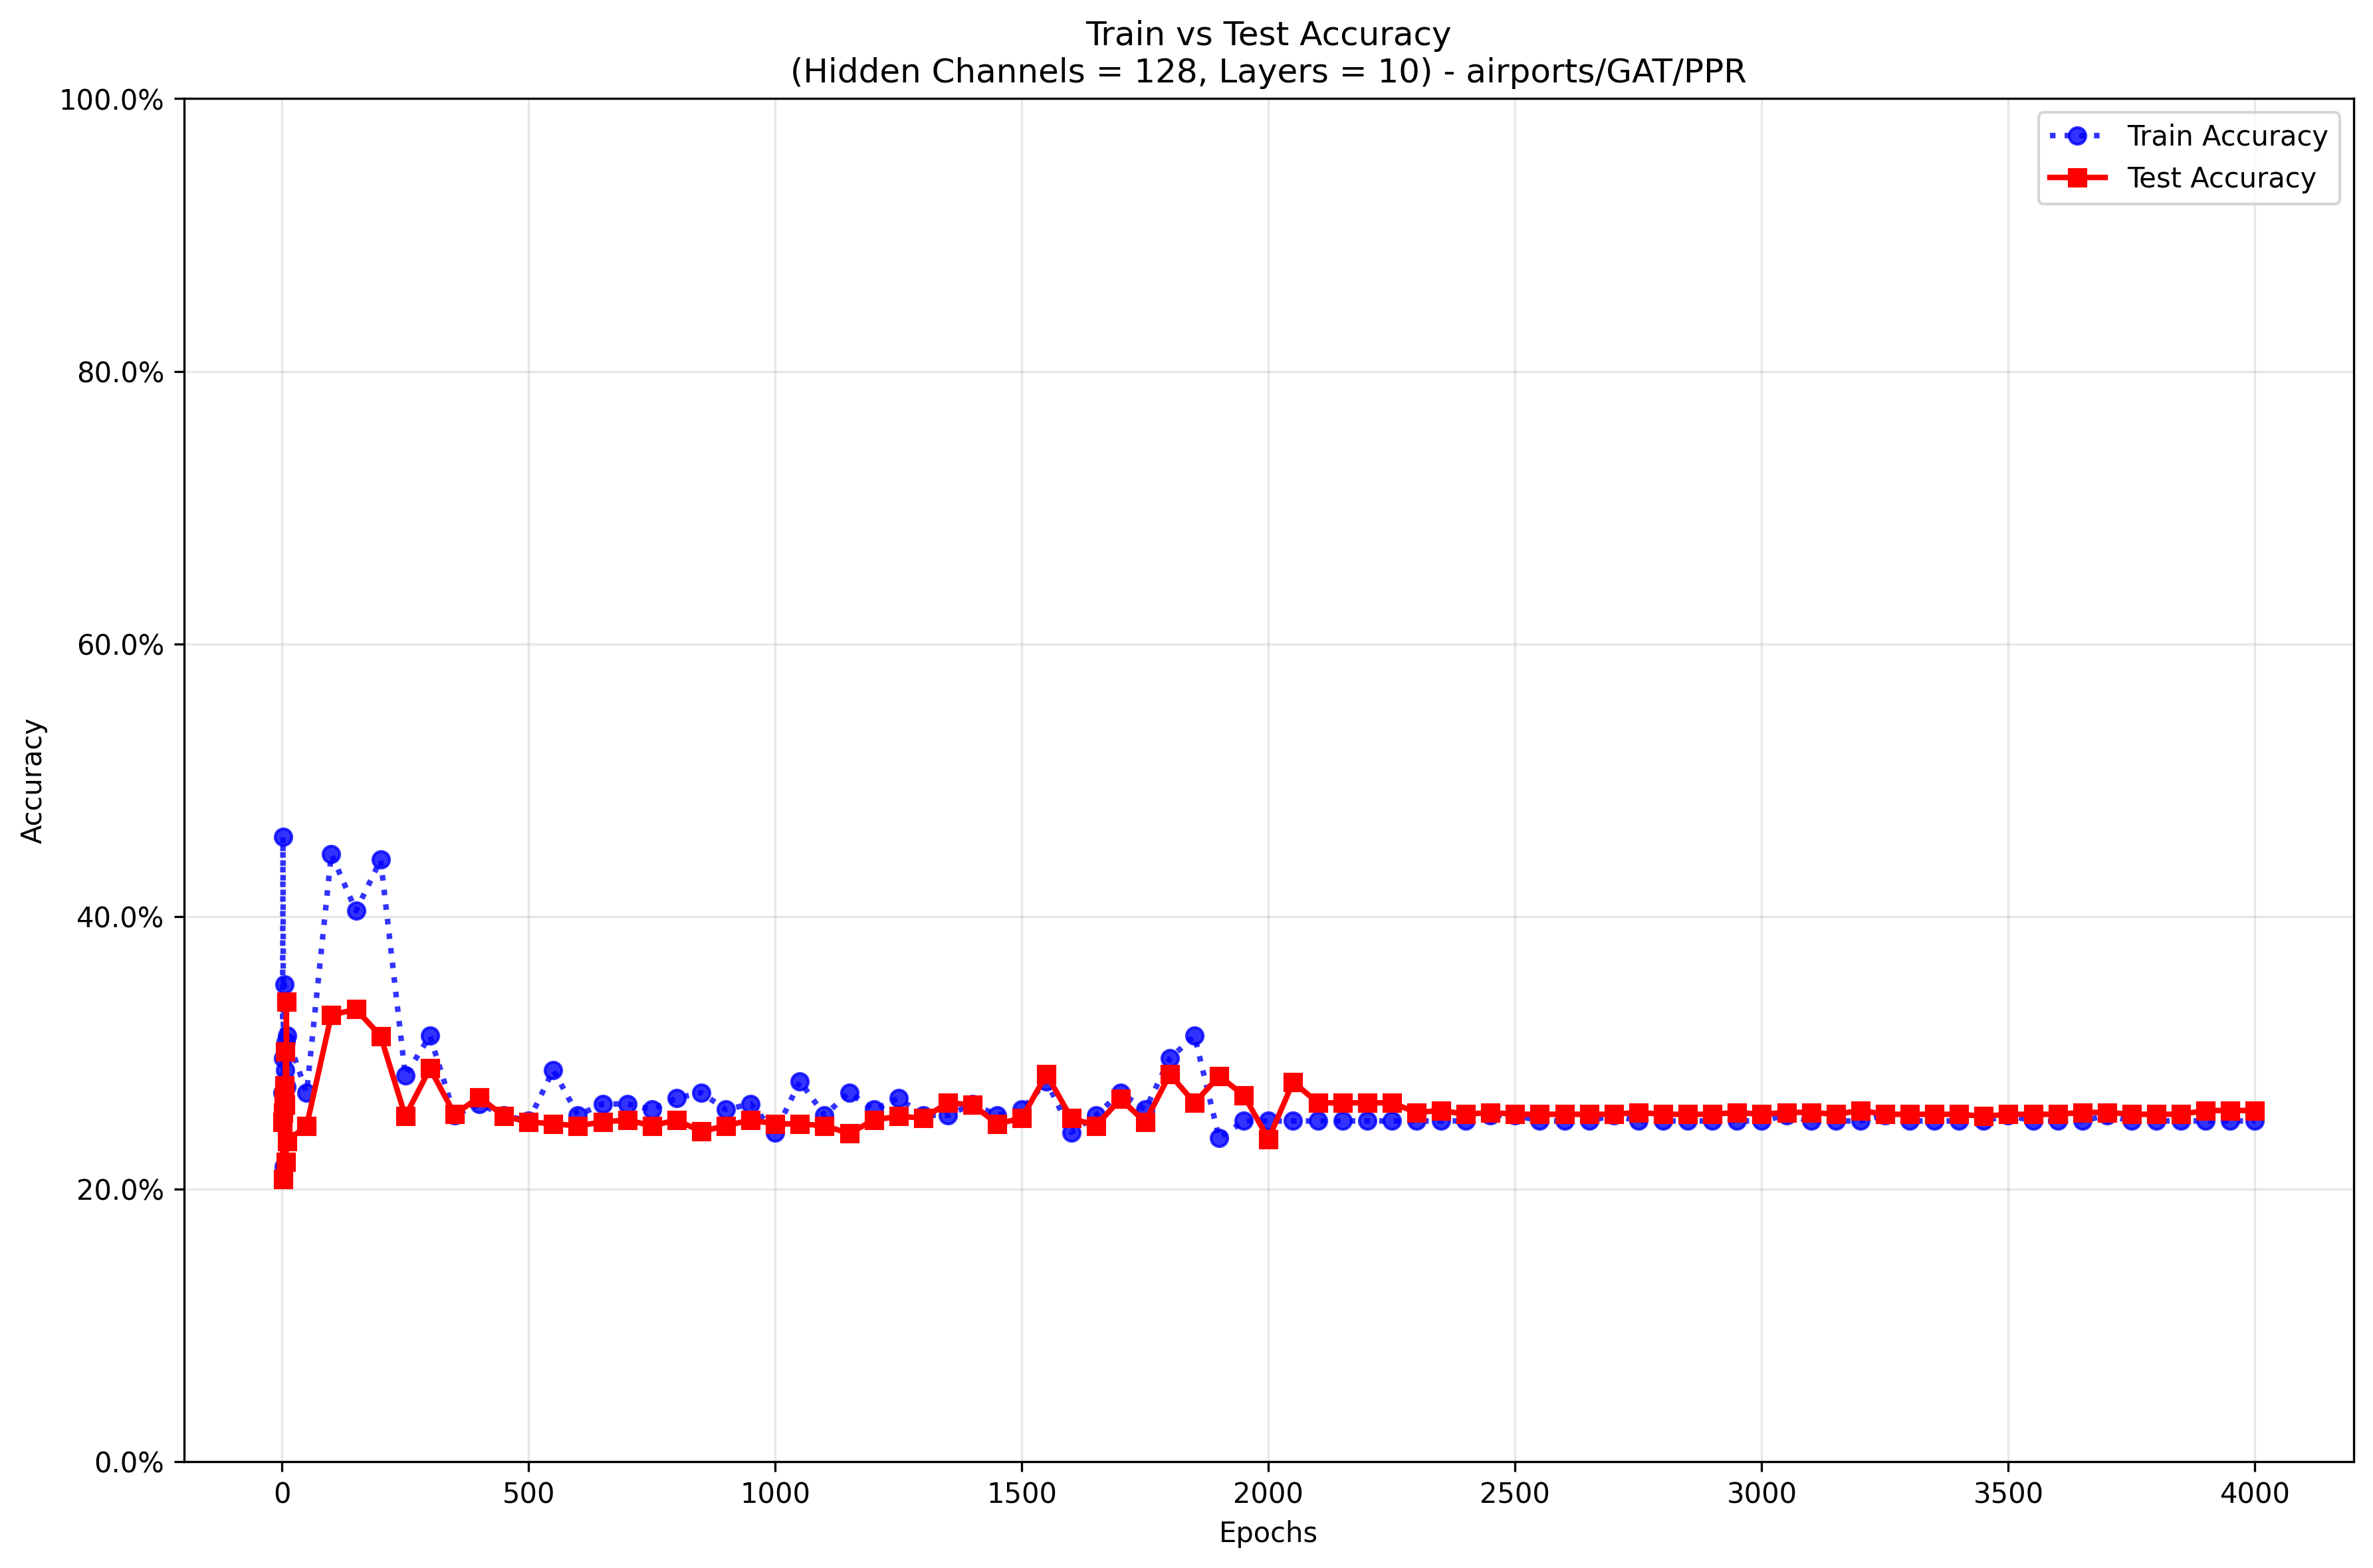 Train vs Test Accuracy
(Hidden Channels = 128, Layers = 10) - airports/GAT/PPR
100.0%
80.0%
60.0%
40.0%
20.0%
0.0%
Accuracy
Train Accuracy
Test Accuracy
0
500
1000
1500
2000
2500
3000
3500
4000
Epochs